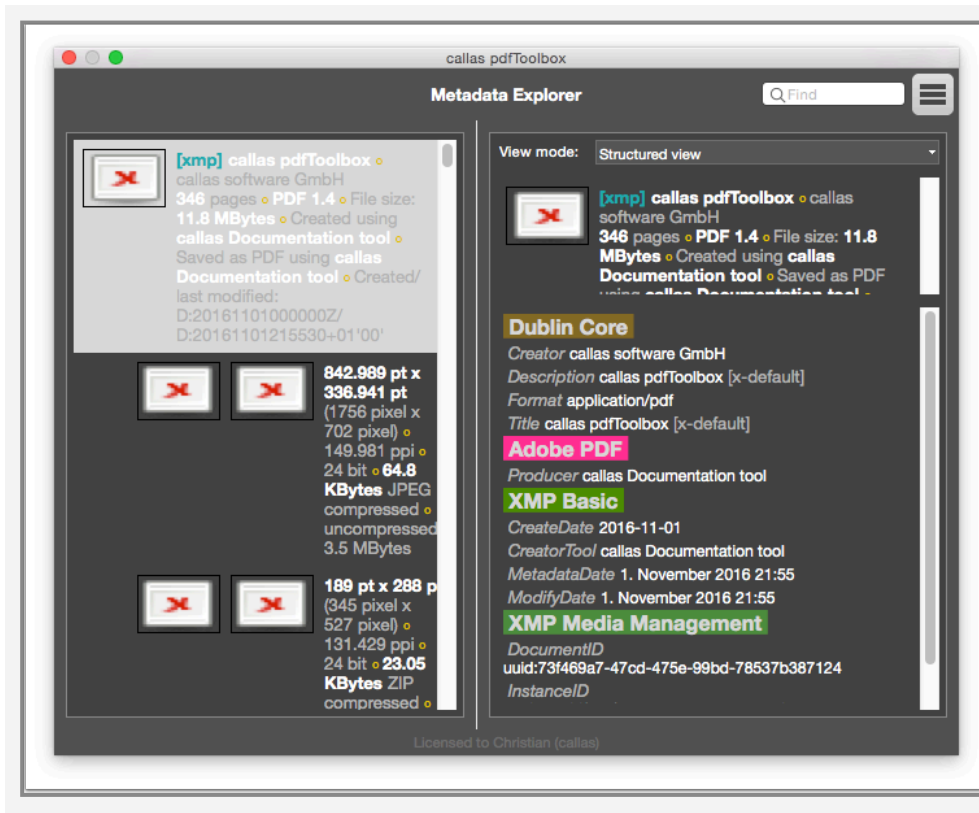 callas pdfToolbox
Metadata Explorer
Find
[xmp] callas pdfToolbox o
callas software GmbH
346 pages o PDF 1.4 o File size:
11.8 MBytes o Created using
callas Documentation tool o
Saved as PDF using callas
Documentation tool o Created/
last modified:
D:20161101000000Z/
D:20161101215530+01'00'
842.989 pt x
336.941 pt
(1756 pixel x
702 pixel) o
149.981 ppi o
24 bit o 64.8
KBytes JPEG
compressed o
uncompressed
3.5 MBytes
189 pt x 288 p
(345 pixel x
527 pixel) o
131.429 ppi o
24 bit o 23.05
KBytes ZIP
compressed o
View mode: Structured view
[xmp] callas pdfToolbox o callas
software GmbH
346 pages o PDF 1.4 o File size: 11.8
MBytes o Created using callas
Documentation tool o Saved as PDF
using callas Documentation tool o
Dublin Core
Creator callas software GmbH
Description callas pdfToolbox [x-default]
Format application/pdf
Title callas pdfToolbox [x-default]
Adobe PDF
Producer callas Documentation tool
XMP Basic
CreateDate 2016-11-01
CreatorTool callas Documentation tool
MetadataDate 1. November 2016 21:55
ModifyDate 1. November 2016 21:55
XMP Media Management
DocumentID
uuid:73f469a7-47cd-475e-99bd-78537b387124
InstanceID
Licensed to Christian (callas)